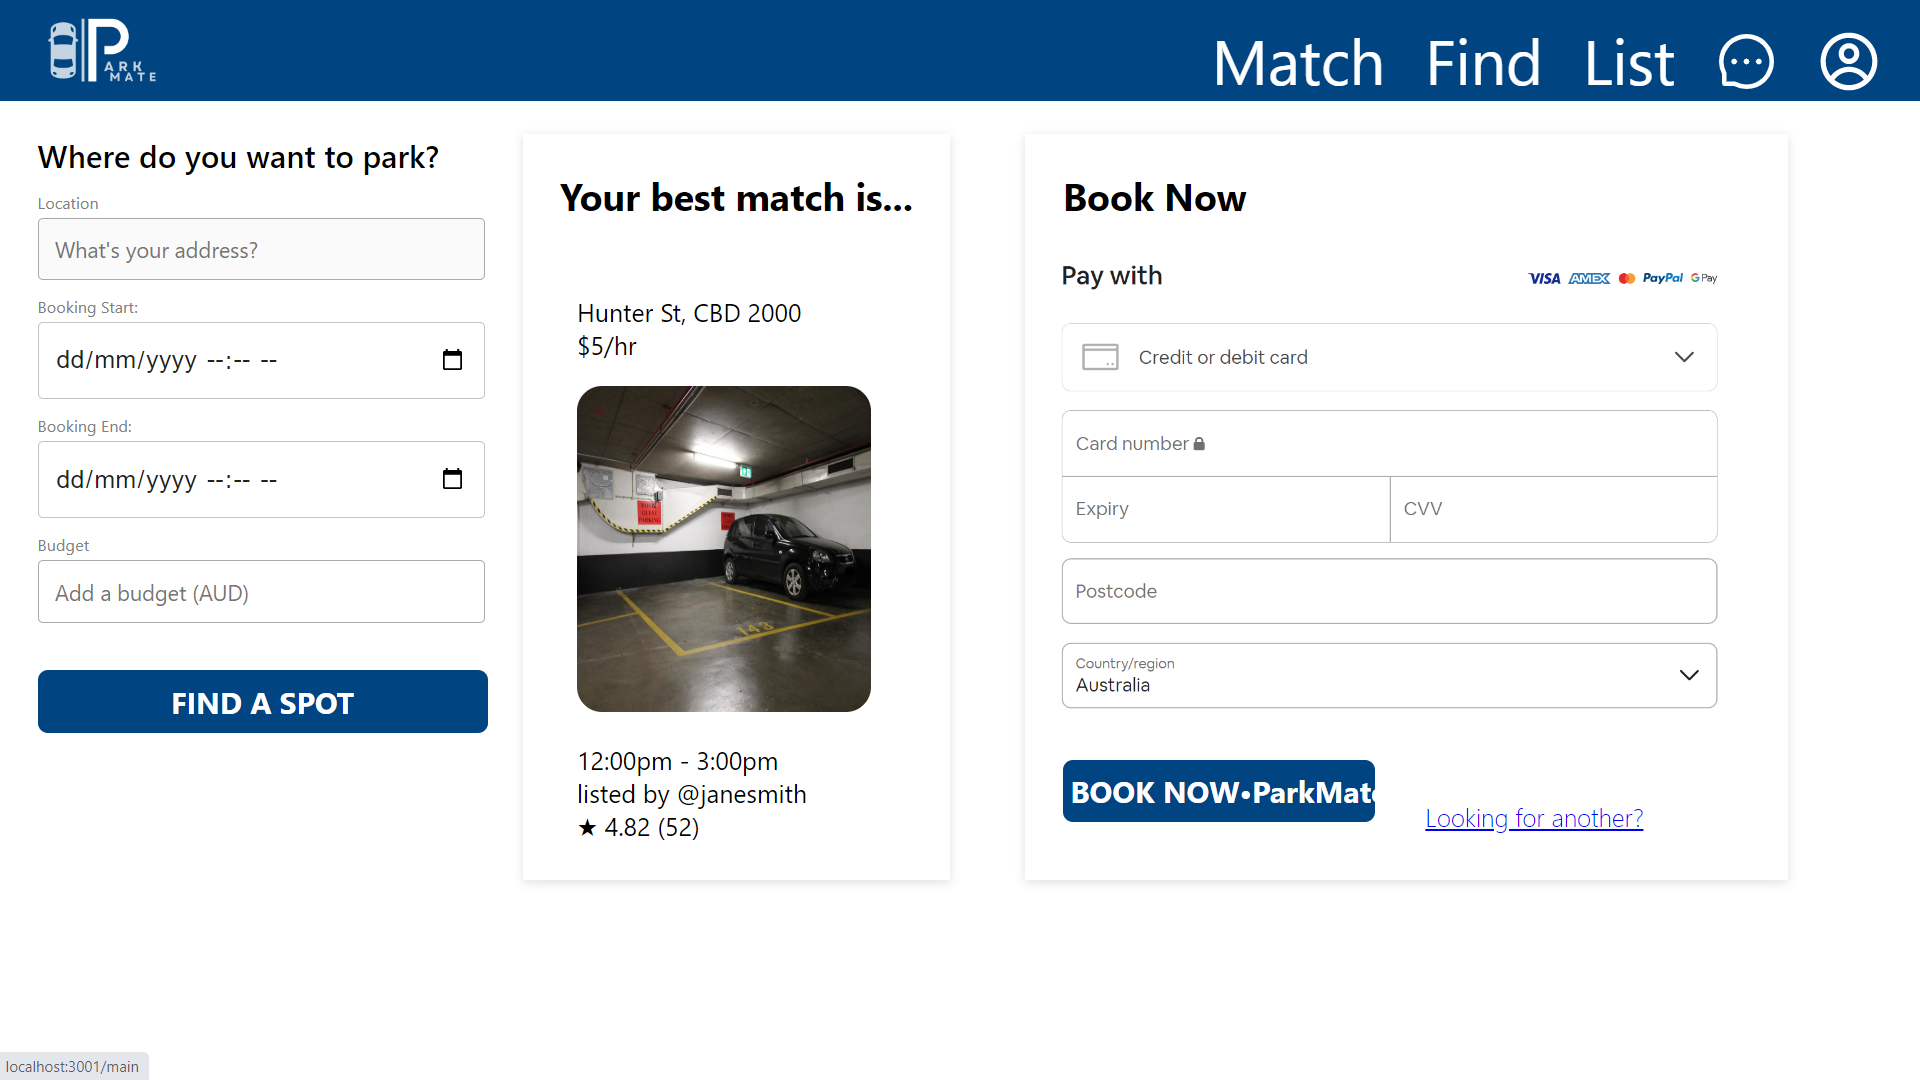 PARK
MATE
Match Find List
Where do you want to park?
Location
What's your address?
Booking Start:
dd/mm/yyyy --:-- --
Booking End:
dd/mm/yyyy --:-- --
Budget
Add a budget (AUD)
FIND A SPOT
Your best match is...
Hunter St, CBD 2000
$5/hr
143
12:00pm - 3:00pm
listed by @janesmith
★ 4.82 (52)
Book Now
Pay with
VISA AMEX PayPal G Pay
Credit or debit card
Card number
Expiry
CVV
Postcode
Country/region
Australia
BOOK NOW•ParkMate
Looking for another?
localhost:3001/main